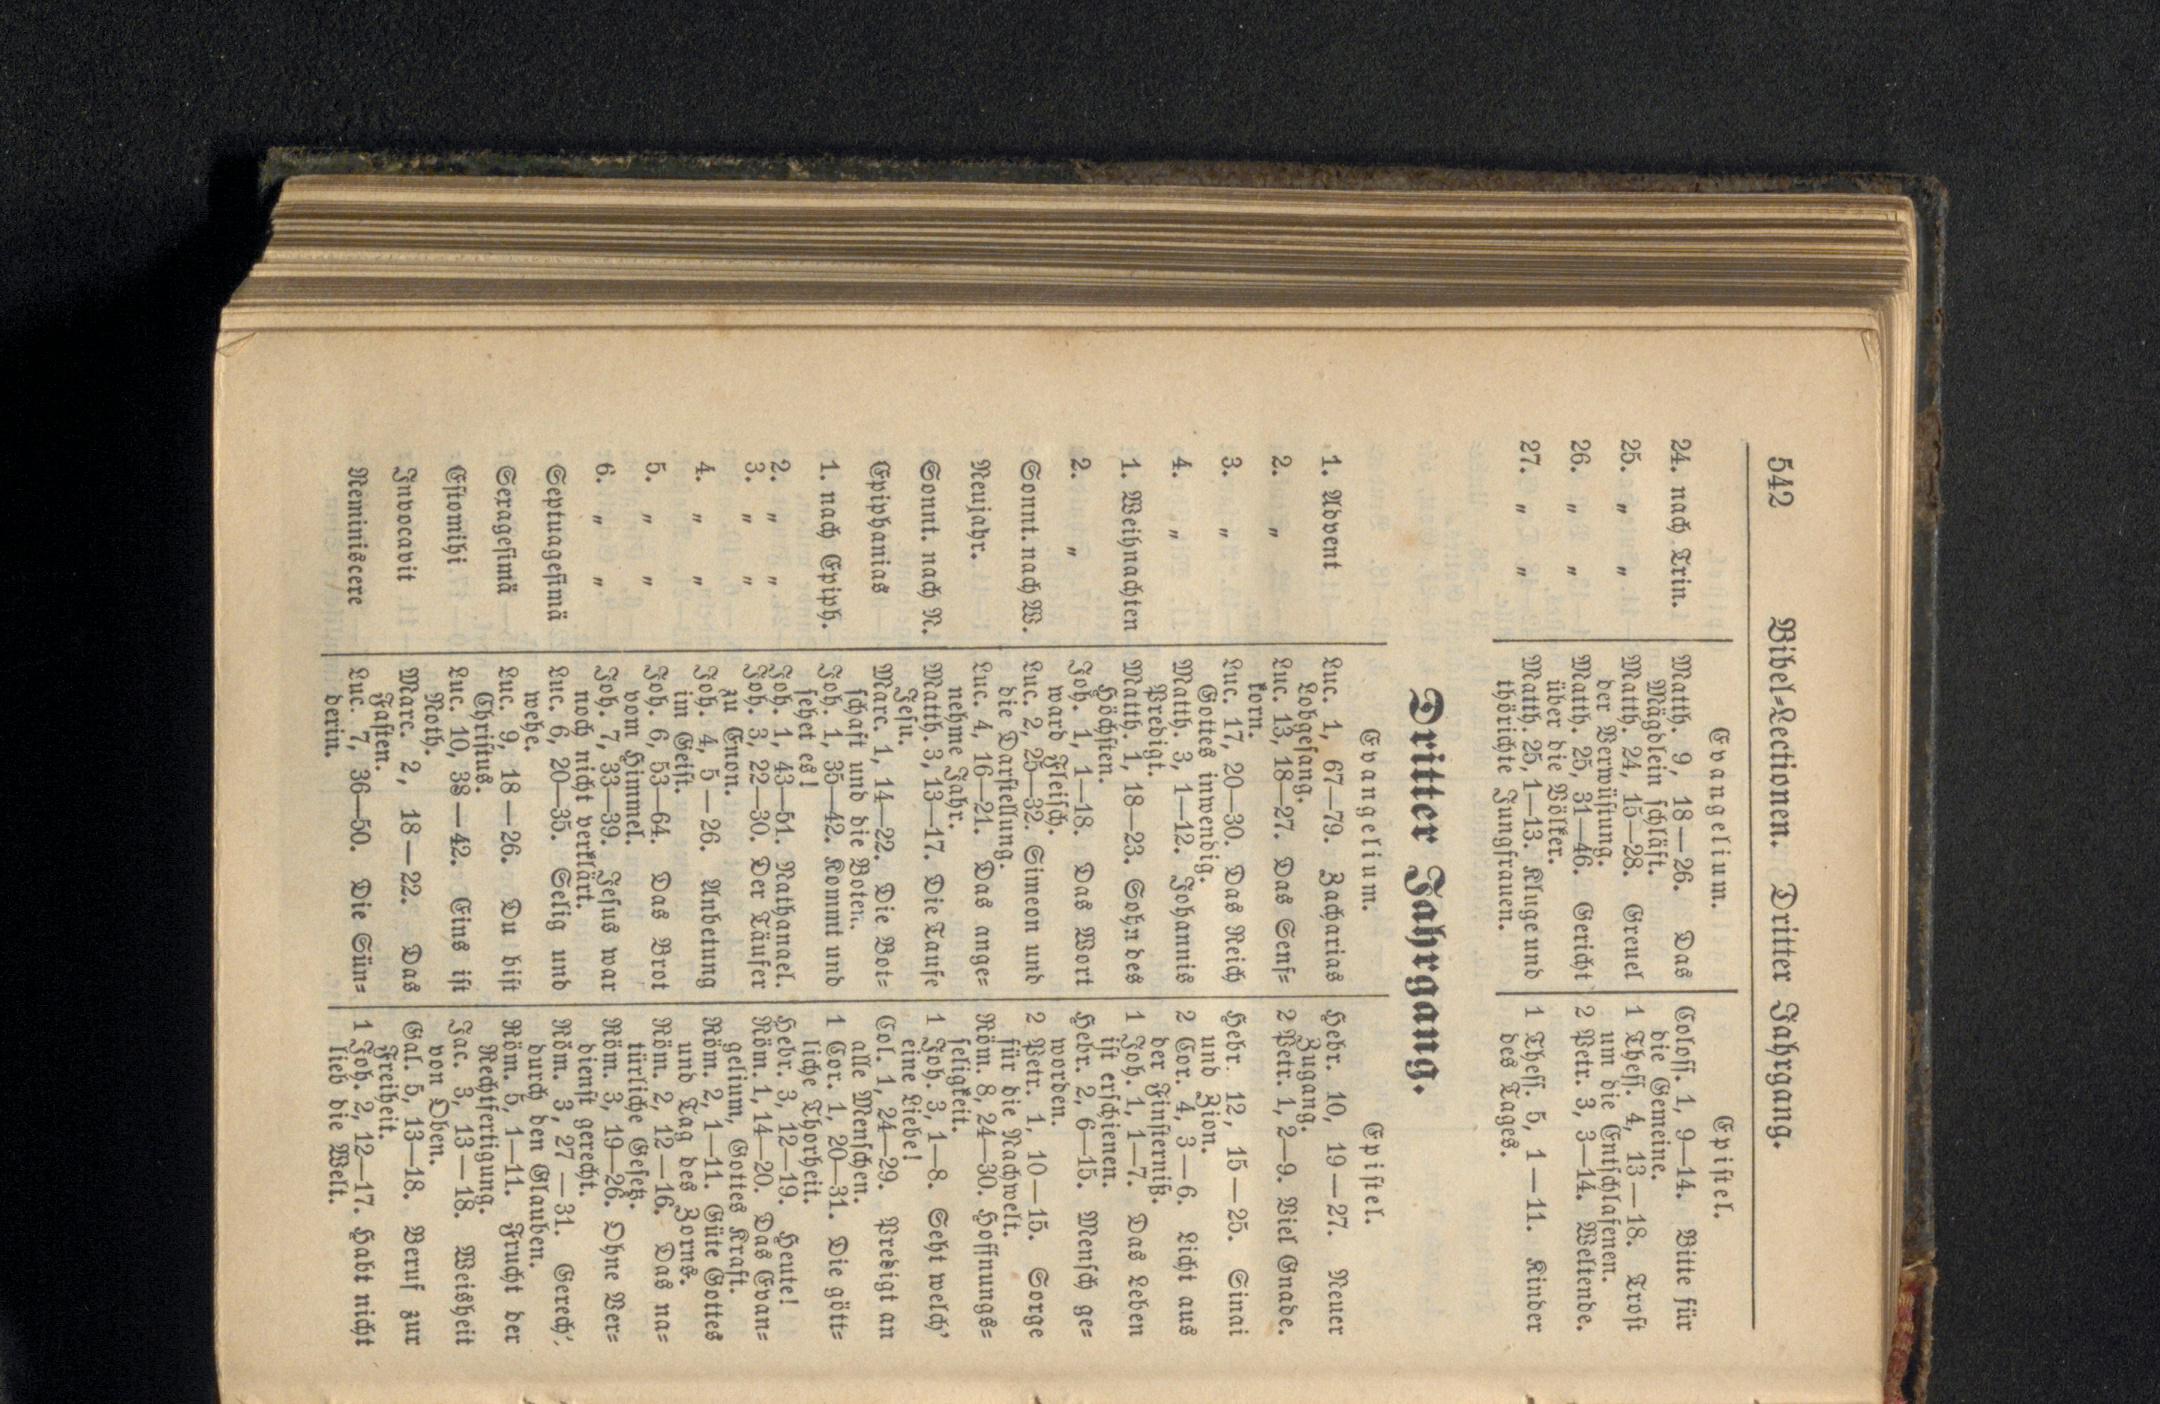 542 Bibel-Lectionen. Dritter Jahrgang.
Evangelium. Epistel.
24. nach Trin. Matth. 9, 18—26. Das Coloss. 1, 9—14. Bitte für
Mägdlein schläft. die Gemeine.
25. „ „ Matth. 24, 15—28. Greuel 1 Thess. 4, 13—18. Trost
der Verwüstung. um die Entschlafenen.
26. „ „ Matth. 25, 31—46. Gericht 2 Petr. 3, 3—14. Weltende.
über die Völker.
27. „ „ Matth. 25, 1—13. Kluge und 1 Thess. 5, 1—11. Kinder
thörichte Jungfrauen. des Tages.
Dritter Jahrgang.
Evangelium. Epistel.
1. Advent Luc. 1, 67—79. Zacharias Hebr. 10, 19—27. Neuer
Lobgesang. Zugang.
2. „ Luc. 13, 18—27. Das Senf- 2 Petr. 1, 2—9. Viel Gnade.
korn.
3. „ Luc. 17, 20—30. Das Reich Hebr. 12, 15—25. Sinai
Gottes inwendig. und Zion.
4. „ Matth. 3, 1—12. Johannis 2 Cor. 4, 3—6. Licht aus
Predigt. der Finsterniß.
1. Weihnachten Matth. 1, 18—23. Sohn des 1 Joh. 1, 1—7. Das Leben
Höchsten. ist erschienen.
2. „ Joh. 1, 1—18. Das Wort Hebr. 2, 6—15. Mensch ge-
ward Fleisch. worden.
Sonnt. nach W. Luc. 2, 25—32. Simeon und 2 Petr. 1, 10—15. Sorge
die Darstellung. für die Nachwelt.
Neujahr. Luc. 4, 16—21. Das ange- Röm. 8, 24—30. Hoffnungs-
nehme Jahr. seligkeit.
Sonnt. nach N. Matth. 3, 13—17. Die Taufe 1 Joh. 3, 1—8. Seht welch'
Jesu. eine Liebe!
Epiphanias Marc. 1, 14—22. Die Bot- Col. 1, 24—29. Predigt an
schaft und die Boten. alle Menschen.
1. nach Epiph. Joh. 1, 35—42. Kommt und 1 Cor. 1, 20—31. Die gött-
sehet es! liche Thorheit.
2. „ „ Joh. 1, 43—51. Nathanael. Hebr. 3, 12—19. Heute!
3. „ „ Joh. 3, 22—30. Der Täufer Röm. 1, 14—20. Das Evan-
zu Enon. gelium, Gottes Kraft.
4. „ „ Joh. 4, 5—26. Anbetung Röm. 2, 1—11. Güte Gottes
im Geist. und Tag des Zorns.
5. „ „ Joh. 6, 53—64. Das Brot Röm. 2, 12—16. Das na-
vom Himmel. türliche Gesetz.
6. „ „ Joh. 7, 33—39. Jesus war Röm. 3, 19—26. Ohne Ver-
noch nicht verklärt. dienst gerecht.
Septuagesimä Luc. 6, 20—35. Selig und Röm. 3, 27—31. Gerech-
wehe. durch den Glauben.
Sexagesimä Luc. 9, 18—26. Du bist Röm. 5, 1—11. Frucht der
Christus. Rechtfertigung.
Estomihi Luc. 10, 38—42. Eins ist Jac. 3, 13—18. Weisheit
Noth. von Oben.
Invocavit Marc. 2, 18—22. Das Gal. 5, 13—18. Beruf zur
Fasten. Freiheit.
Reminiscere Luc. 7, 36—50. Die Sün- 1 Joh. 2, 12—17. Habt nicht
derin. lieb die Welt.